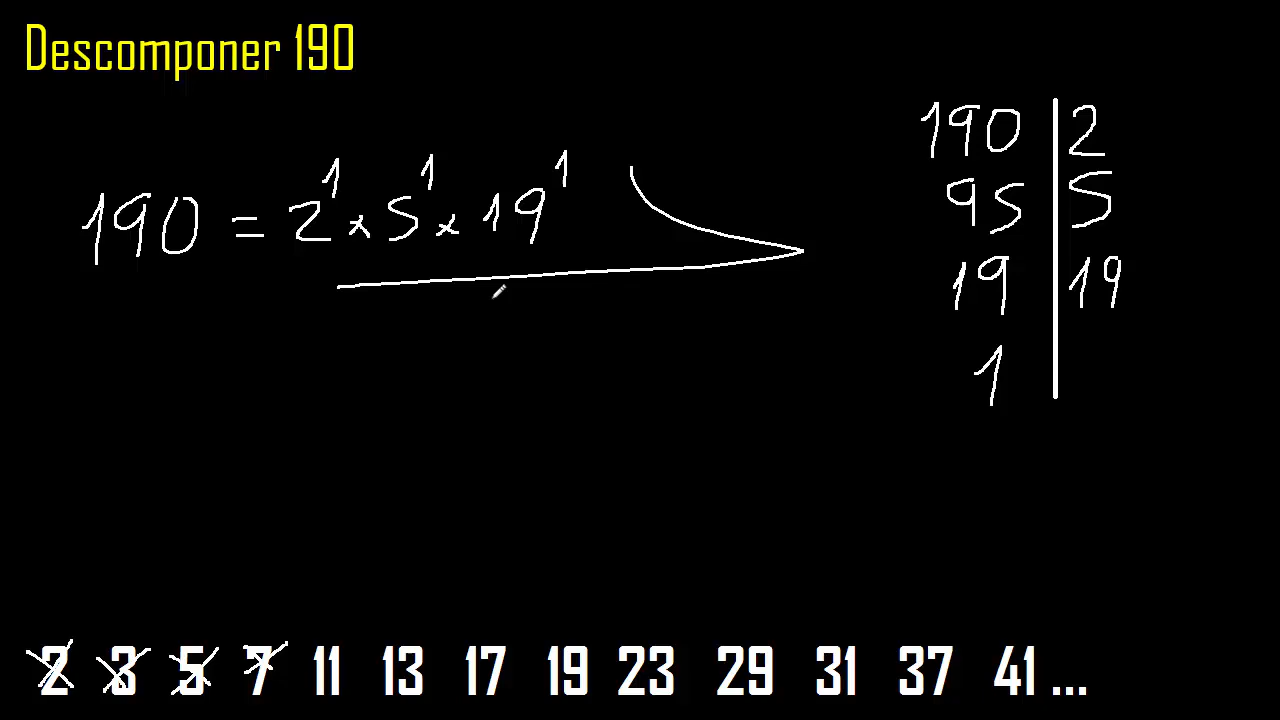 Descomponer 190
190 = 2¹ × 5¹ × 19¹
190 | 2
95 | 5
19 | 19
1 |
2 3 5 7 11 13 17 19 23 29 31 37 41 ...